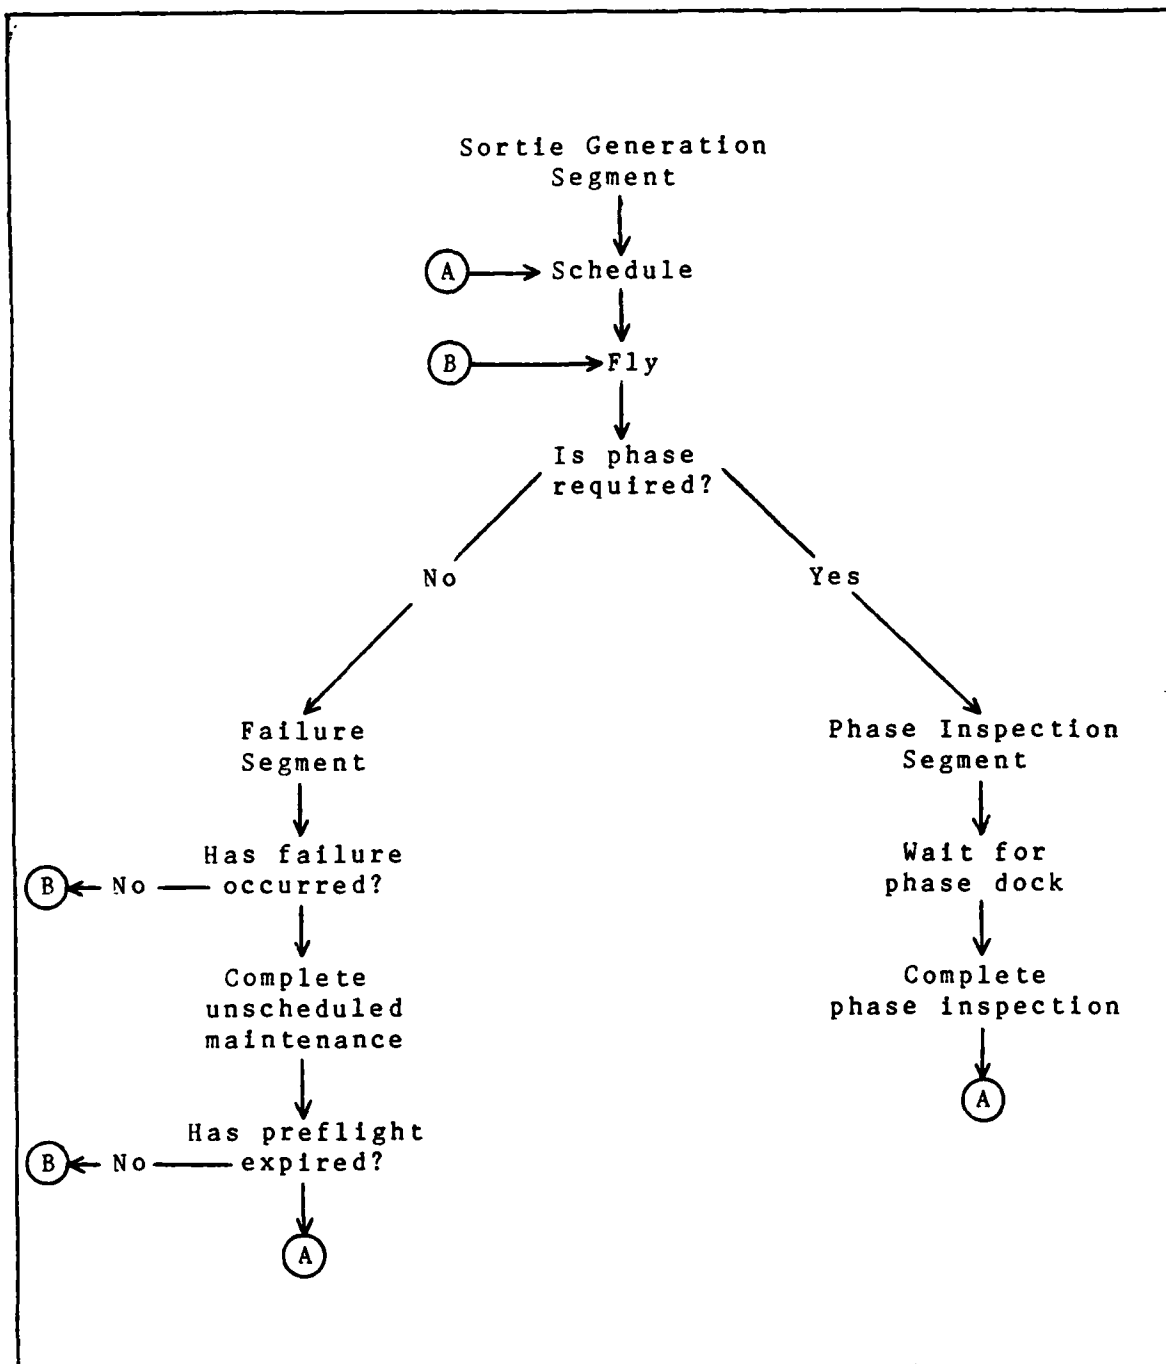 Sortie Generation
Segment
A
Schedule
B
Fly
Is phase
required?
No
Yes
Failure
Segment
Phase Inspection
Segment
Has failure
occurred?
B
No
Wait for
phase dock
Complete
unscheduled
maintenance
Complete
phase inspection
A
Has preflight
expired?
B
No
A